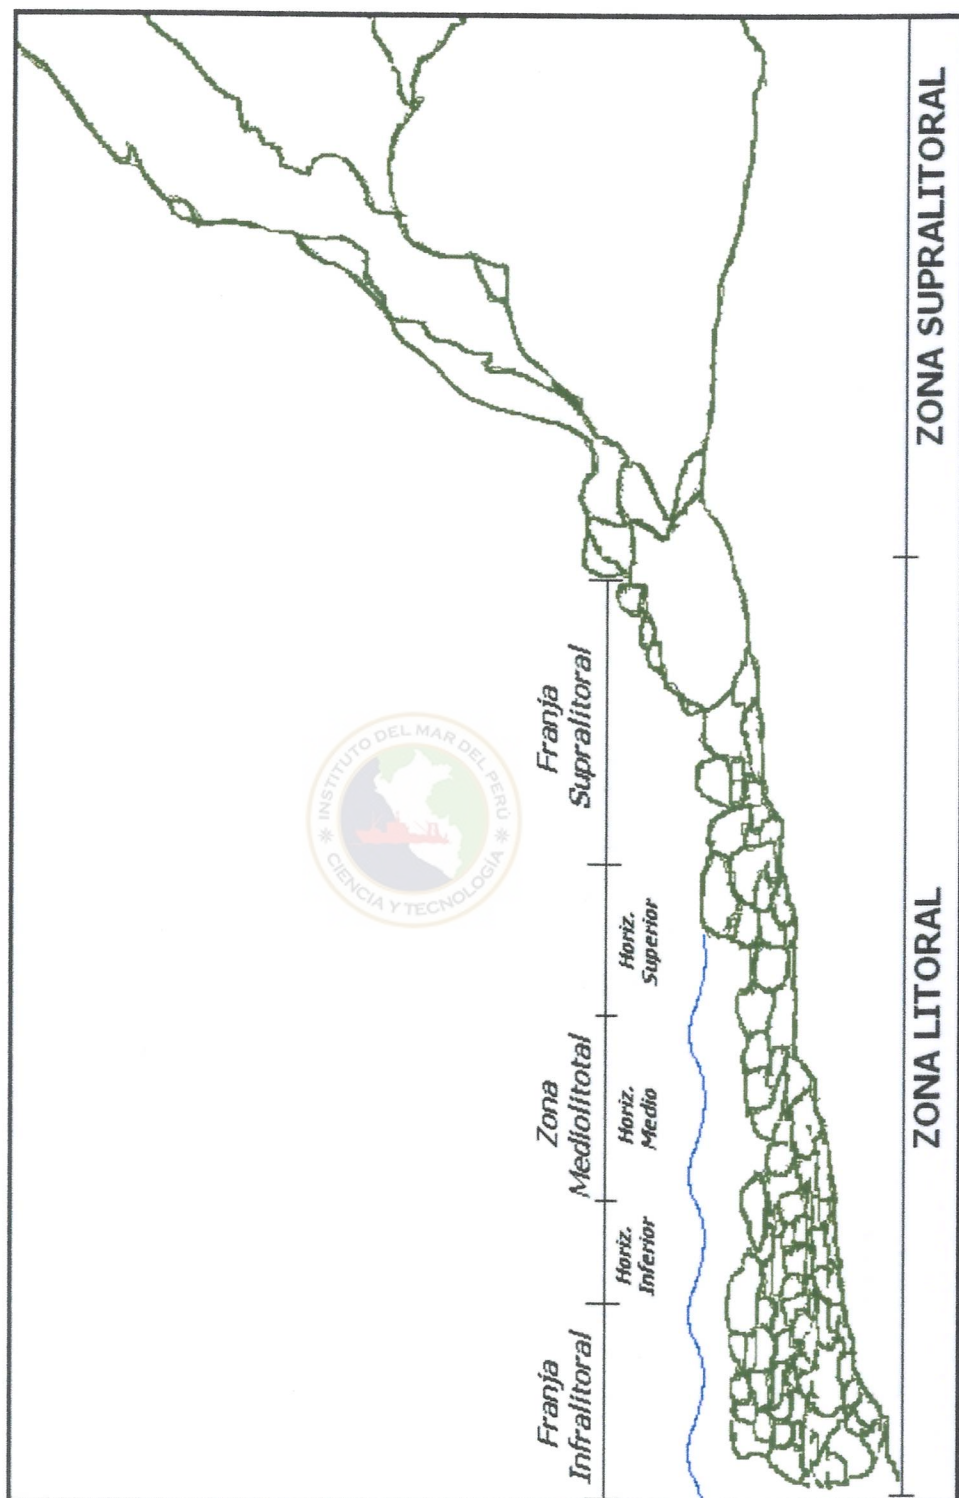 Franja
Infralitoral
Zona
Mediolitotal
Franja
Supralitoral
Horiz.
Inferior
Horiz.
Medio
Horiz.
Superior
ZONA LITORAL
ZONA SUPRALITORAL
INSTITUTO DEL MAR DEL PERÚ
CIENCIA Y TECNOLOGÍA